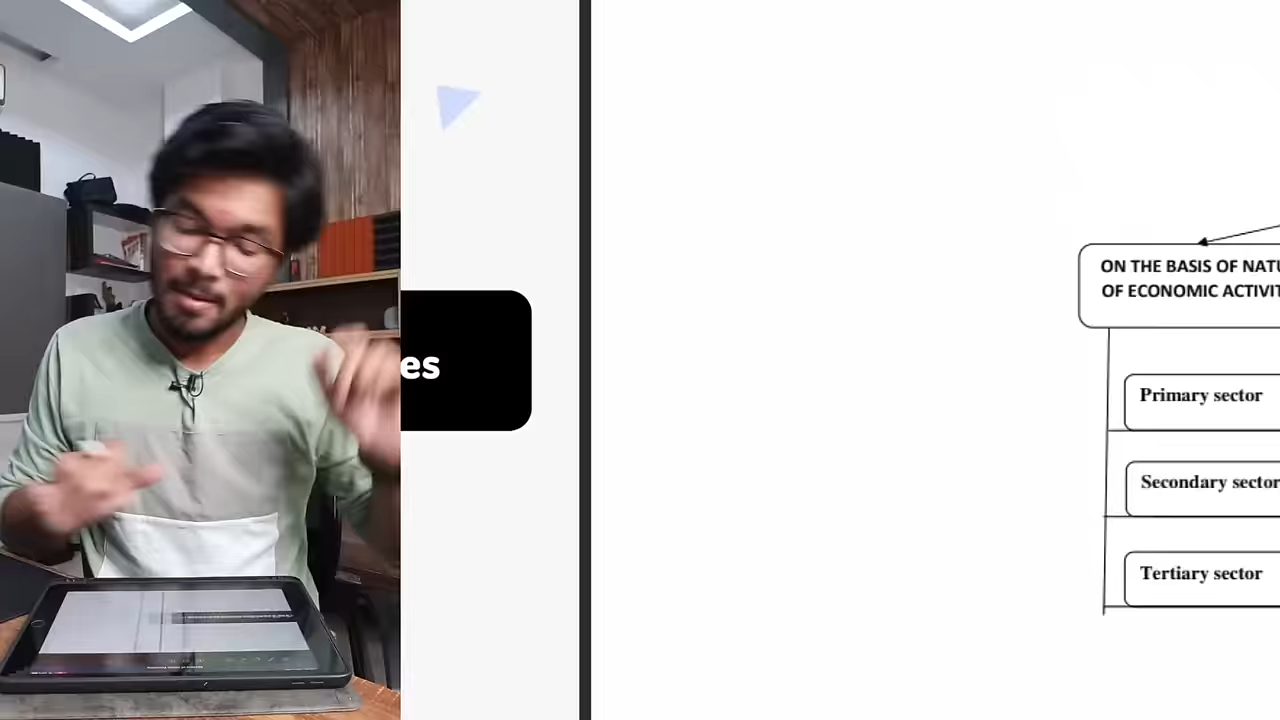 es
ON THE BASIS OF NATU
OF ECONOMIC ACTIVIT
Primary sector
Secondary sector
Tertiary sector